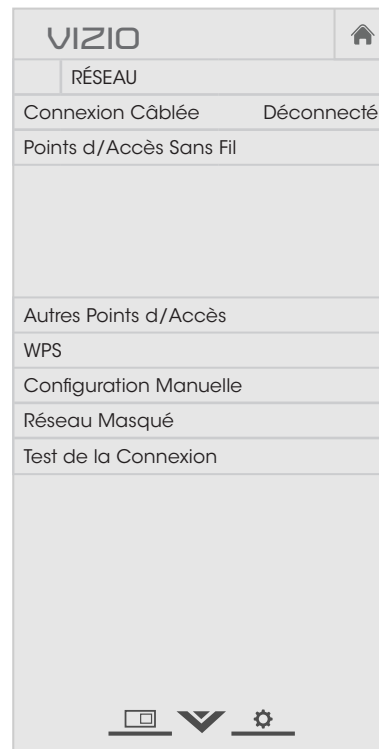 VIZIO
RÉSEAU
Connexion Câblée Déconnecté
Points d/Accès Sans Fil
Autres Points d/Accès
WPS
Configuration Manuelle
Réseau Masqué
Test de la Connexion